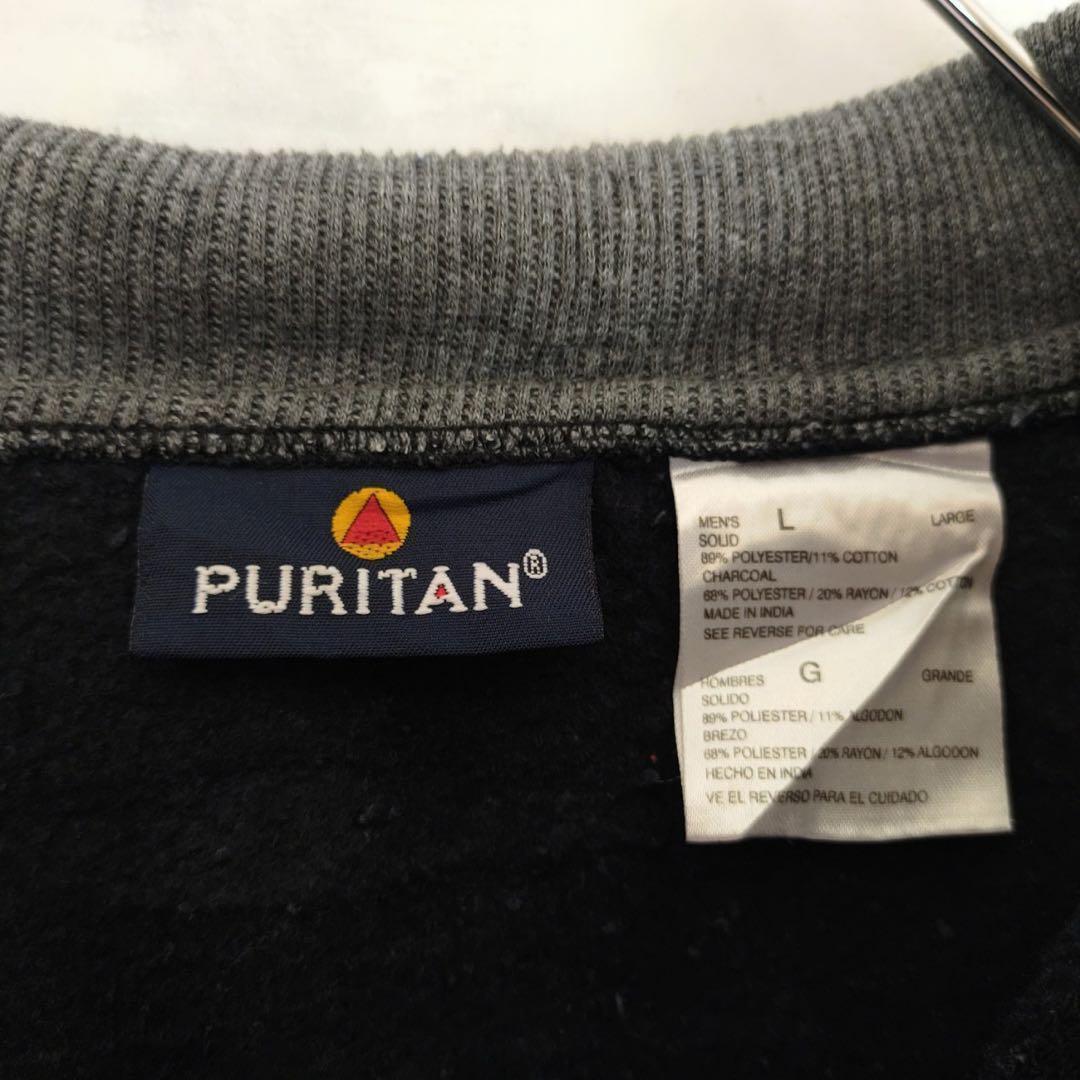 PURITAN®
MEN'S L LARGE
SOLID
89% POLYESTER/11% COTTON
CHARCOAL
68% POLYESTER / 20% RAYON / 12% COTTON
MADE IN INDIA
SEE REVERSE FOR CARE
HOMBRES G GRANDE
SOLIDO
89% POLIESTER / 11% ALGODON
BREZO
68% POLIESTER / 20% RAYON / 12% ALGODON
HECHO EN INDIA
VE EL REVERSO PARA EL CUIDADO